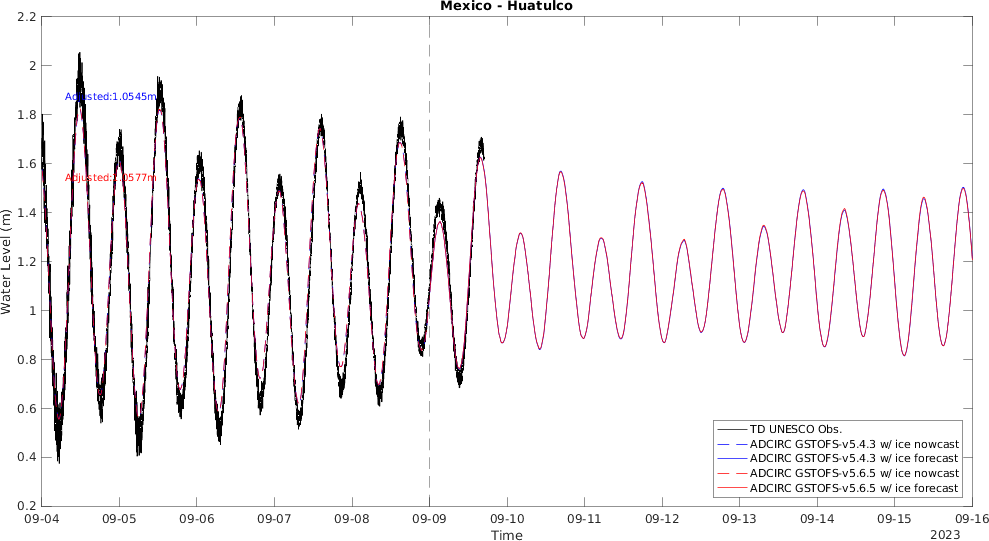 Mexico - Huatulco
2.2
2
1.8
1.6
1.4
1.2
1
0.8
0.6
0.4
0.2
Water Level (m)
Adjusted:1.0545m
Adjusted:1.0577m
TD UNESCO Obs.
ADCIRC GSTOFS-v5.4.3 w/ ice nowcast
ADCIRC GSTOFS-v5.4.3 w/ ice forecast
ADCIRC GSTOFS-v5.6.5 w/ ice nowcast
ADCIRC GSTOFS-v5.6.5 w/ ice forecast
09-04 09-05 09-06 09-07 09-08 09-09 09-10 09-11 09-12 09-13 09-14 09-15 09-16
Time
2023